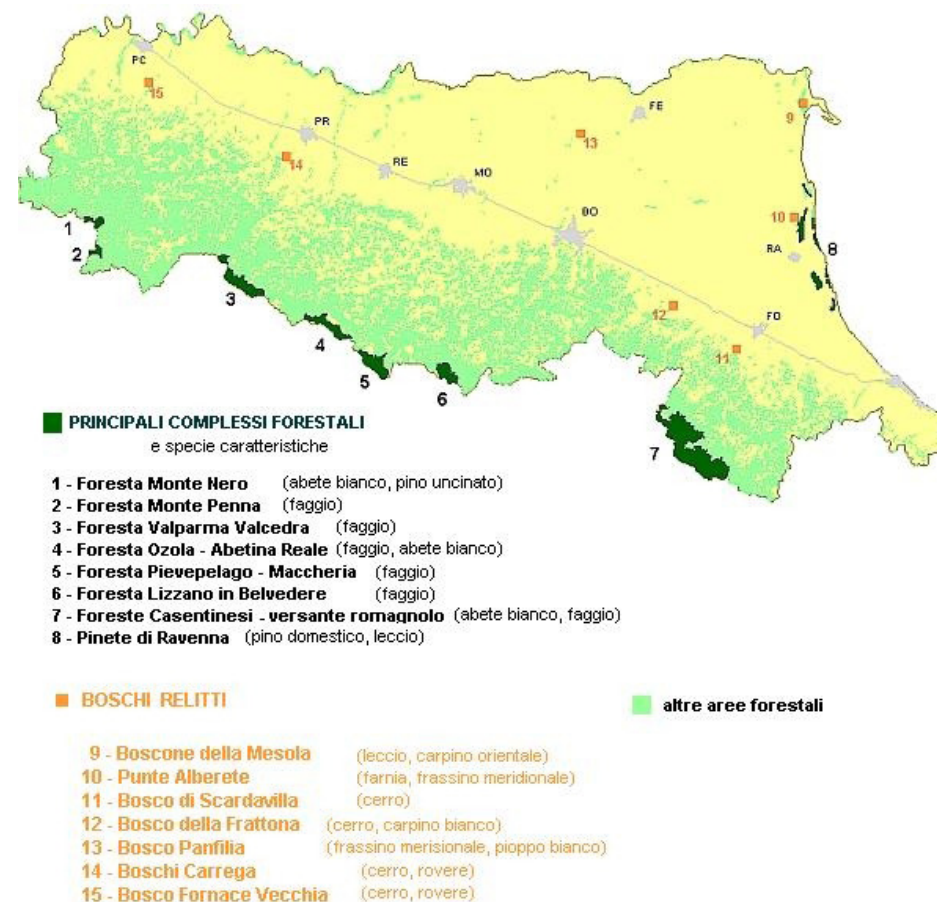 PC
15
PR
14
RE
MO
BO
13
FE
9
10
RA
8
1
2
3
4
5
6
12
FO
11
7
PRINCIPALI COMPLESSI FORESTALI
e specie caratteristiche
1 - Foresta Monte Nero (abete bianco, pino uncinato)
2 - Foresta Monte Penna (faggio)
3 - Foresta Valparma Valcedra (faggio)
4 - Foresta Ozola - Abetina Reale (faggio, abete bianco)
5 - Foresta Pievepelago - Maccheria (faggio)
6 - Foresta Lizzano in Belvedere (faggio)
7 - Foreste Casentinesi - versante romagnolo (abete bianco, faggio)
8 - Pinete di Ravenna (pino domestico, leccio)
BOSCHI RELITTI
altre aree forestali
9 - Boscone della Mesola (leccio, carpino orientale)
10 - Punte Alberete (farnia, frassino meridionale)
11 - Bosco di Scardavilla (cerro)
12 - Bosco della Frattona (cerro, carpino bianco)
13 - Bosco Panfilia (frassino merisionale, pioppo bianco)
14 - Boschi Carrega (cerro, rovere)
15 - Bosco Fornace Vecchia (cerro, rovere)